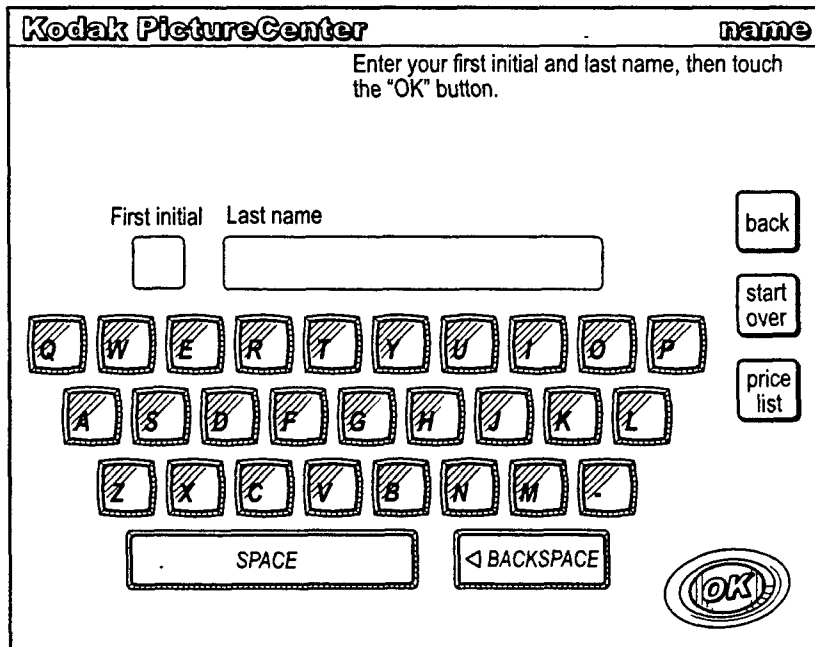 Kodak PictureCenter name
Enter your first initial and last name, then touch
the “OK” button.
First initial Last name
back
start
over
price
list
Q W E R T Y U I O P
A S D F G H J K L
Z X C V B N M -
SPACE ◁ BACKSPACE
OK